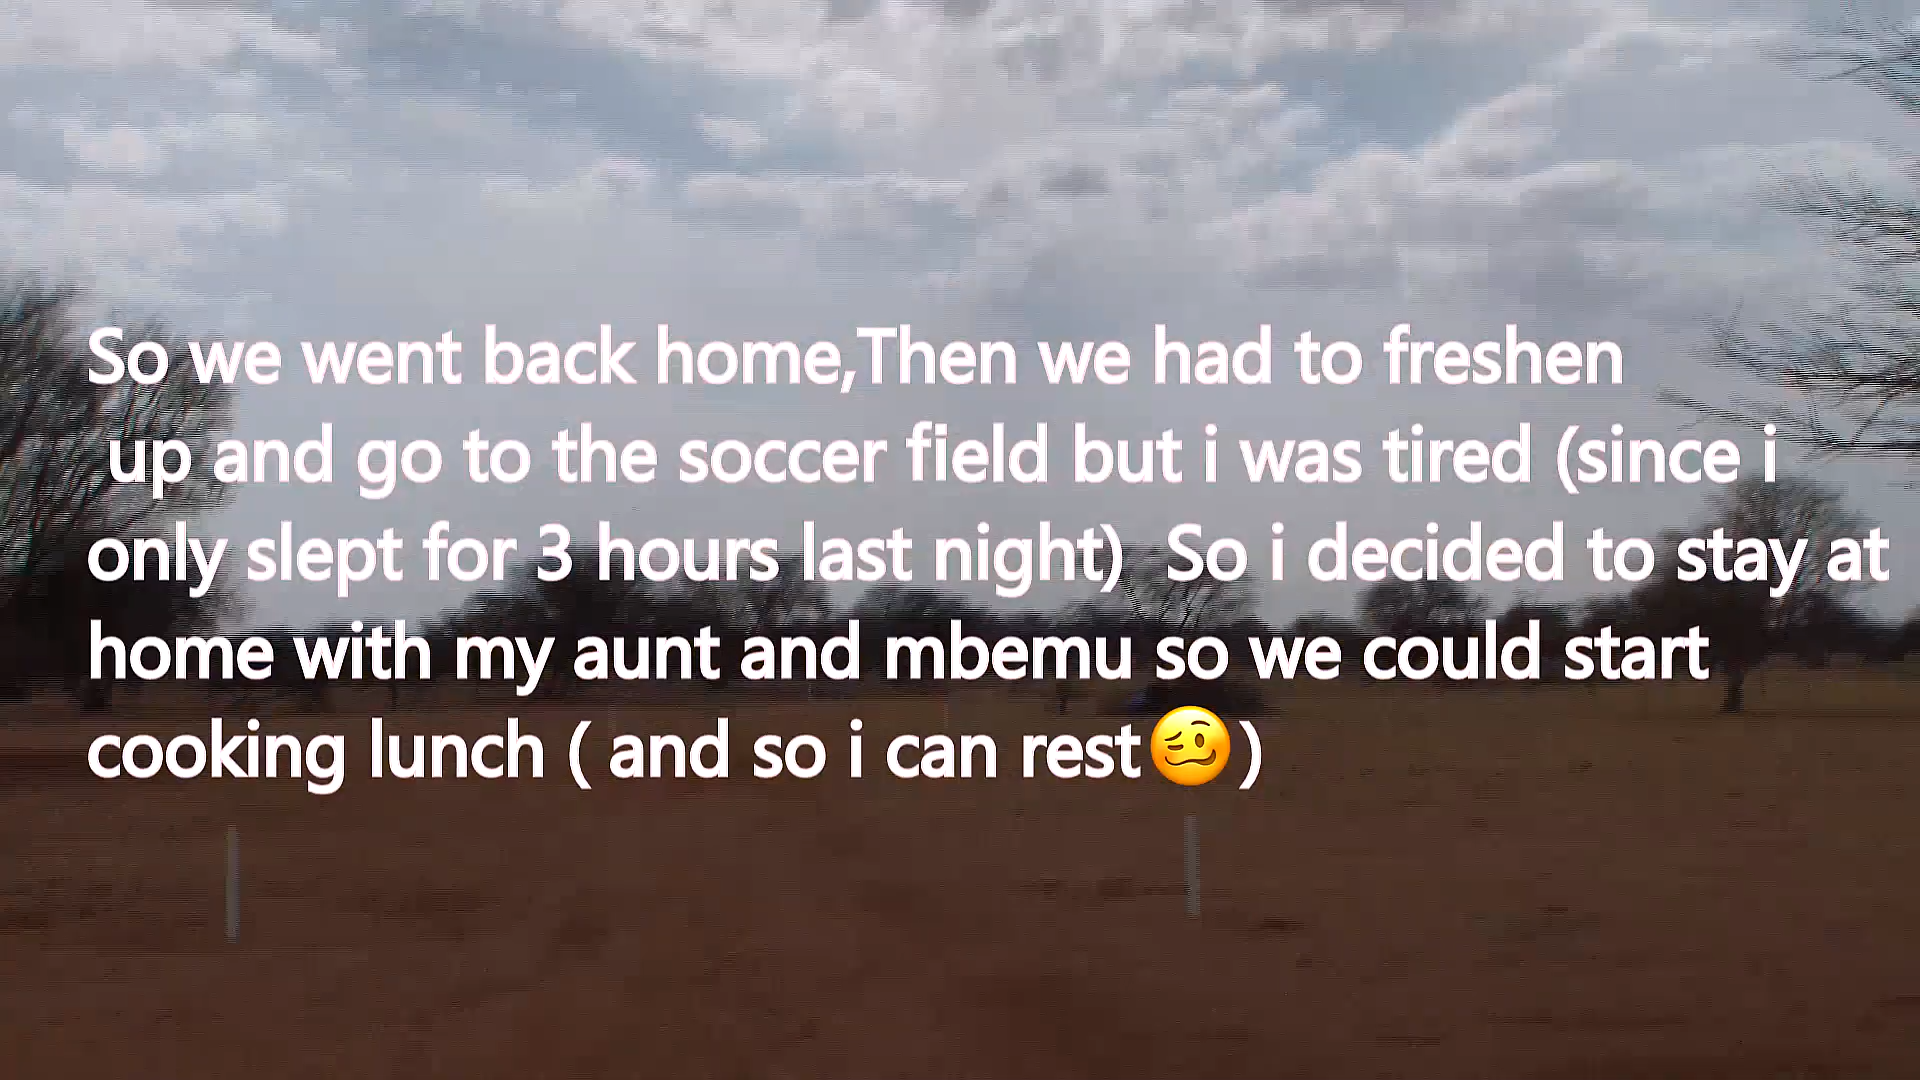 So we went back home,Then we had to freshen
up and go to the soccer field but i was tired (since i
only slept for 3 hours last night)  So i decided to stay at
home with my aunt and mbemu so we could start
cooking lunch ( and so i can rest🥴)